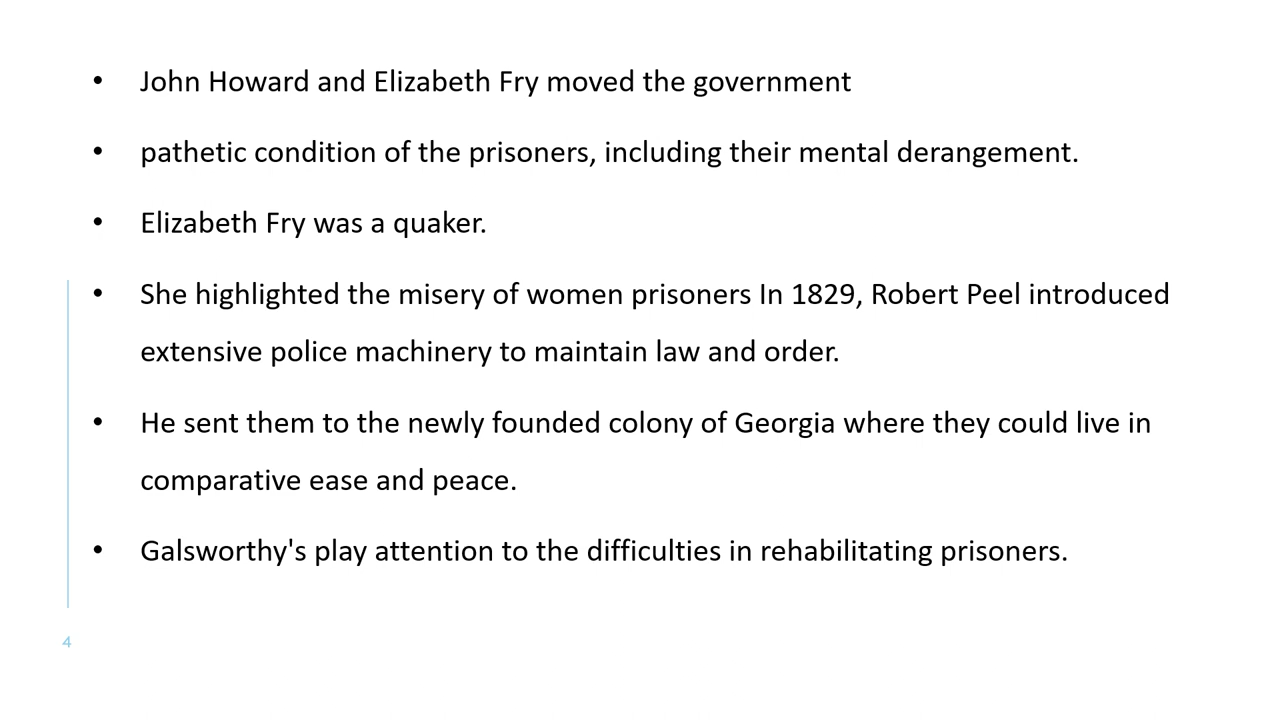 • John Howard and Elizabeth Fry moved the government
• pathetic condition of the prisoners, including their mental derangement.
• Elizabeth Fry was a quaker.
• She highlighted the misery of women prisoners In 1829, Robert Peel introduced
extensive police machinery to maintain law and order.
• He sent them to the newly founded colony of Georgia where they could live in
comparative ease and peace.
• Galsworthy's play attention to the difficulties in rehabilitating prisoners.
4